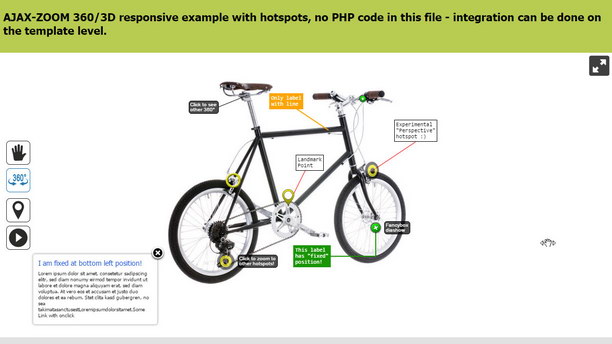 AJAX-ZOOM 360/3D responsive example with hotspots, no PHP code in this file - integration can be done on
the template level.
Click to see
other 360°
Only label
with line
Experimental
"Perspective"
hotspot :)
Landmark
Point
360°
Fancybox
dieshow
This label
has "fixed"
position!
Click to zoom to
other hotspots!
I am fixed at bottom left position!
Lorem ipsum dolor sit amet, consetetur sadipscing
elitr, sed diam nonumy eirmod tempor invidunt ut
labore et dolore magna aliquyam erat, sed diam
voluptua. At vero eos et accusam et justo duo
dolores et ea rebum. Stet clita kasd gubergren, no
sea
takimatasanctusestLoremipsumdolorsitamet.Some
Link with onclick